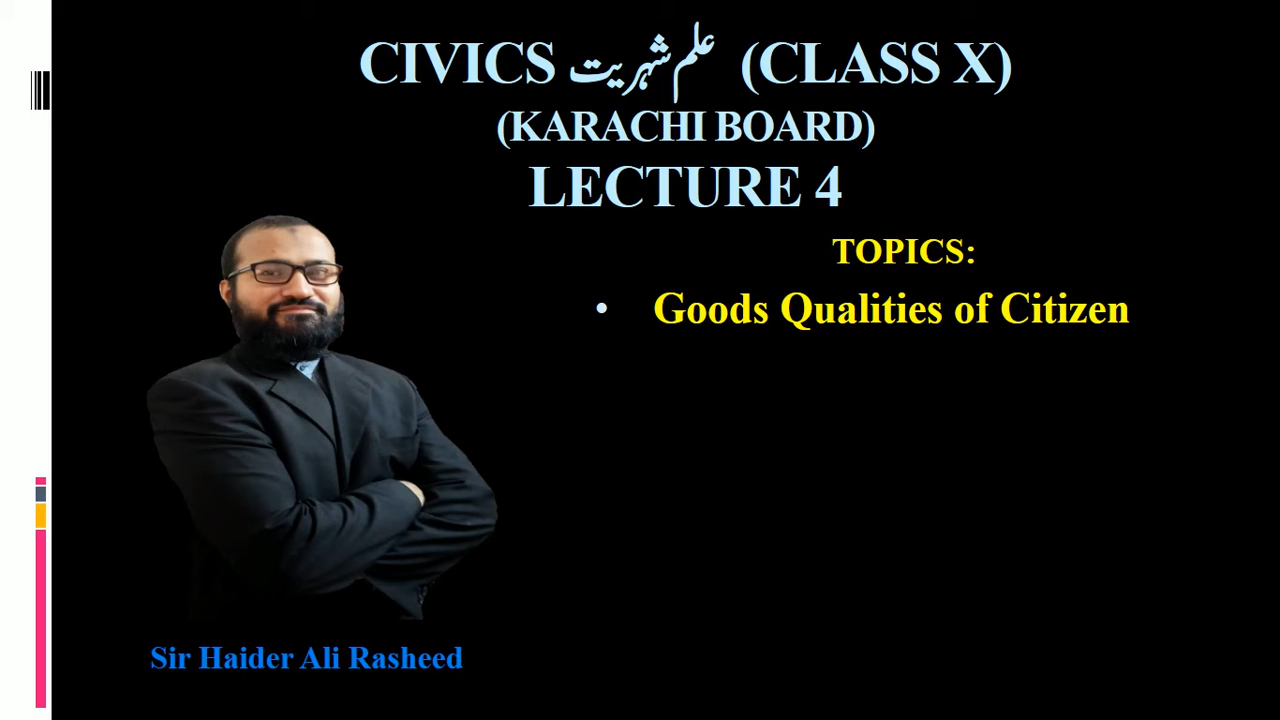 CIVICS علم شہریت (CLASS X)
(KARACHI BOARD)
LECTURE 4
TOPICS:
• Goods Qualities of Citizen
Sir Haider Ali Rasheed